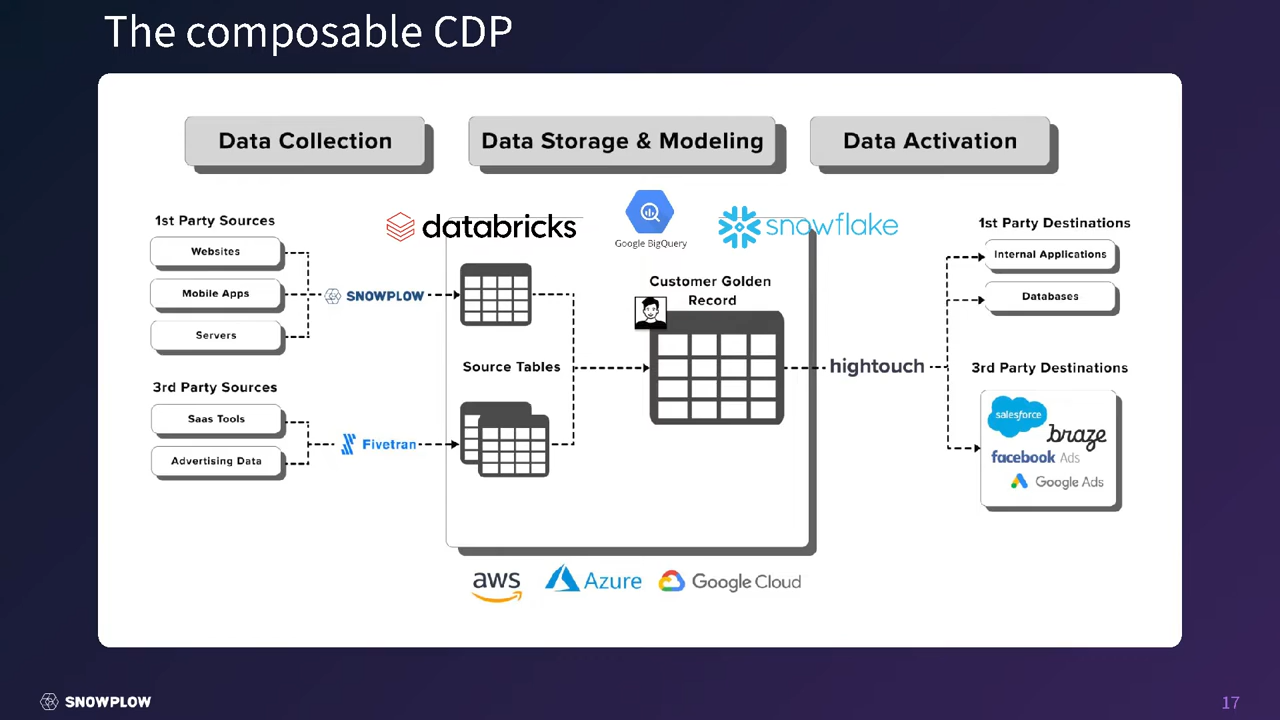 The composable CDP
Data Collection
Data Storage & Modeling
Data Activation
1st Party Sources
Websites
Mobile Apps
Servers
3rd Party Sources
Saas Tools
Advertising Data
SNOWPLOW
Fivetran
databricks
Google BigQuery
snowflake
Source Tables
Customer Golden
Record
aws
Azure
Google Cloud
hightouch
1st Party Destinations
Internal Applications
Databases
3rd Party Destinations
salesforce
braze
facebook Ads
Google Ads
SNOWPLOW
17